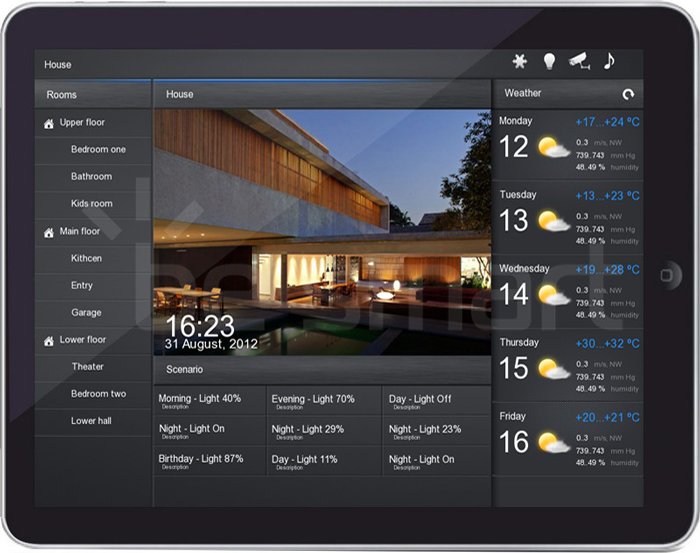 House
Rooms
Upper floor
Bedroom one
Bathroom
Kids room
Main floor
Kithcen
Entry
Garage
Lower floor
Theater
Bedroom two
Lower hall
House
16:23
31 August, 2012
Scenario
Morning - Light 40%
Description
Evening - Light 70%
Description
Day - Light Off
Description
Night - Light On
Description
Night - Light 29%
Description
Night - Light 23%
Description
Birthday - Light 87%
Description
Day - Light 11%
Description
Night - Light On
Description
Weather
Monday +17...+24 ºC
12
0.3 m/s, NW
739..743 mm Hg
48..49 % humidity
Tuesday +13...+23 ºC
13
0.3 m/s, NW
739..743 mm Hg
48..49 % humidity
Wednesday +19...+28 ºC
14
0.3 m/s, NW
739..743 mm Hg
48..49 % humidity
Thursday +30...+32 ºC
15
0.3 m/s, NW
739..743 mm Hg
48..49 % humidity
Friday +20...+21 ºC
16
0.3 m/s, NW
739..743 mm Hg
48..49 % humidity